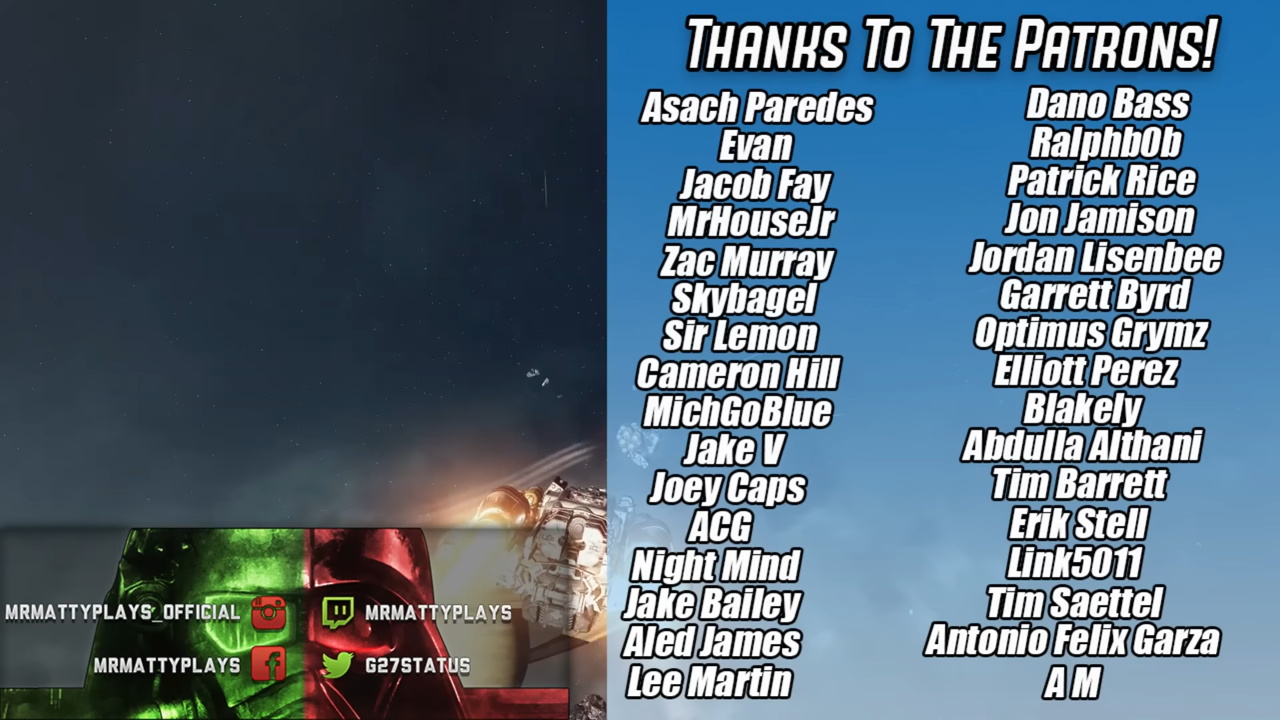 Thanks To The Patrons!
Asach Paredes
Evan
Jacob Fay
MrHouseJr
Zac Murray
Skybagel
Sir Lemon
Cameron Hill
MichGoBlue
Jake V
Joey Caps
ACG
Night Mind
Jake Bailey
Aled James
Lee Martin
Dano Bass
Ralphb0b
Patrick Rice
Jon Jamison
Jordan Lisenbee
Garrett Byrd
Optimus Grymz
Elliott Perez
Blakely
Abdulla Althani
Tim Barrett
Erik Stell
Link5011
Tim Saettel
Antonio Felix Garza
A M
MRMATTYPLAYS_OFFICIAL
MRMATTYPLAYS
MRMATTYPLAYS
G27STATUS